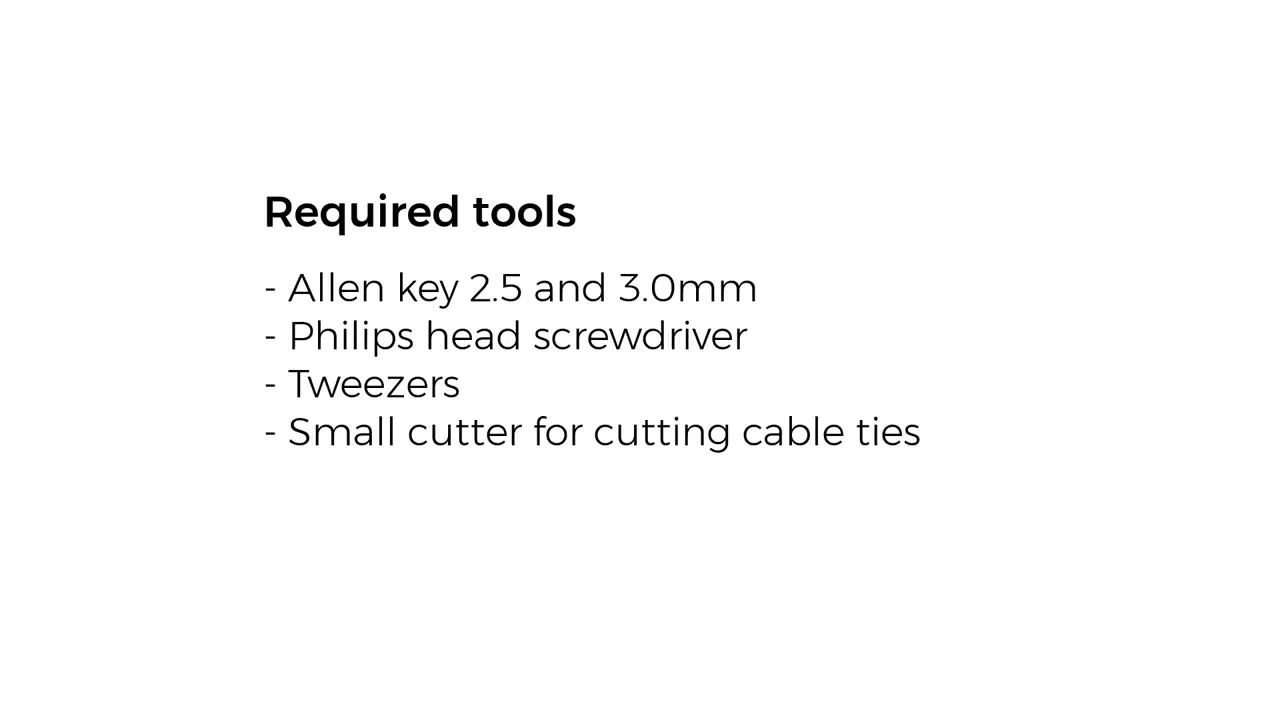 Required tools
- Allen key 2.5 and 3.0mm
- Philips head screwdriver
- Tweezers
- Small cutter for cutting cable ties